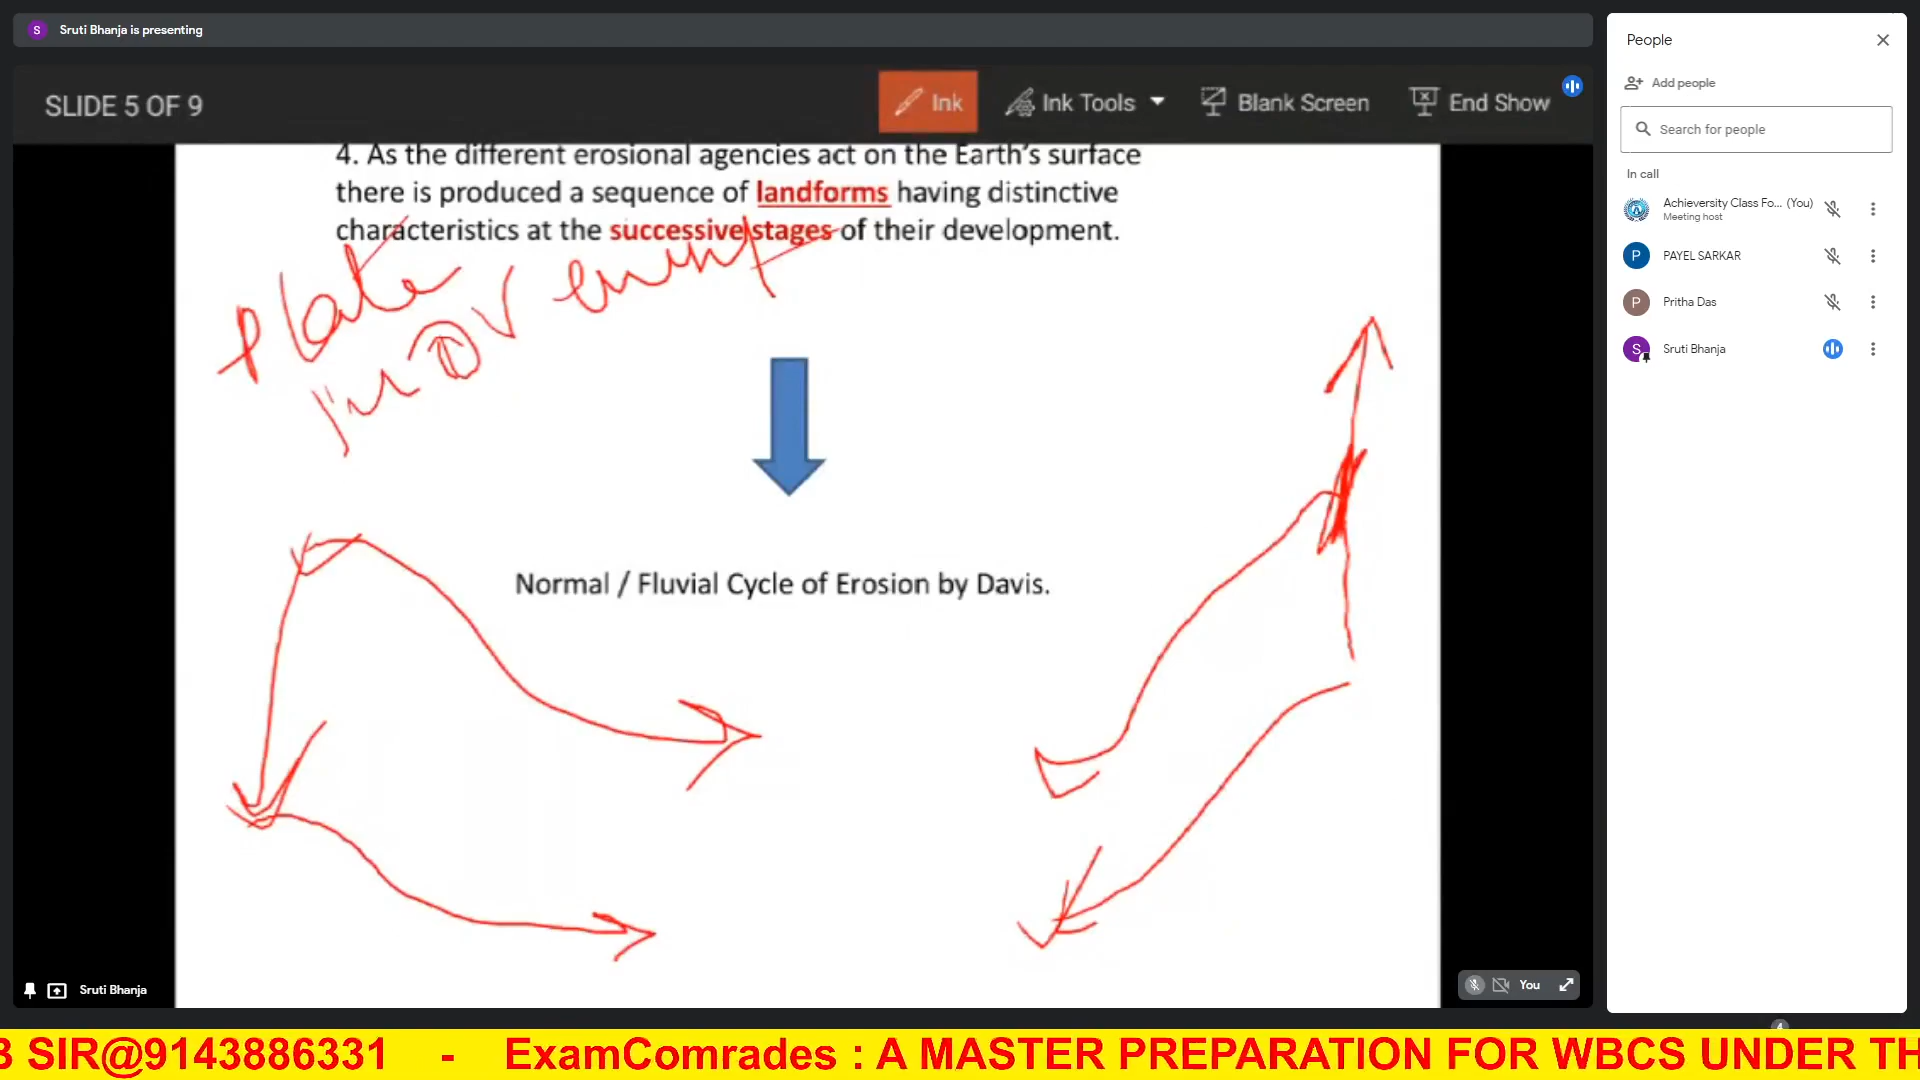 S Sruti Bhanja is presenting
SLIDE 5 OF 9
Ink
Ink Tools
Blank Screen
End Show
4. As the different erosional agencies act on the Earth's surface
there is produced a sequence of landforms having distinctive
characteristics at the successive stages of their development.
plate
Normal / Fluvial Cycle of Erosion by Davis.
Sruti Bhanja
You
People
Add people
Search for people
In call
Achieversity Class Fo... (You)
Meeting host
P PAYEL SARKAR
P Pritha Das
S Sruti Bhanja
4
SIR@9143886331 - ExamComrades : A MASTER PREPARATION FOR WBCS UNDER TH